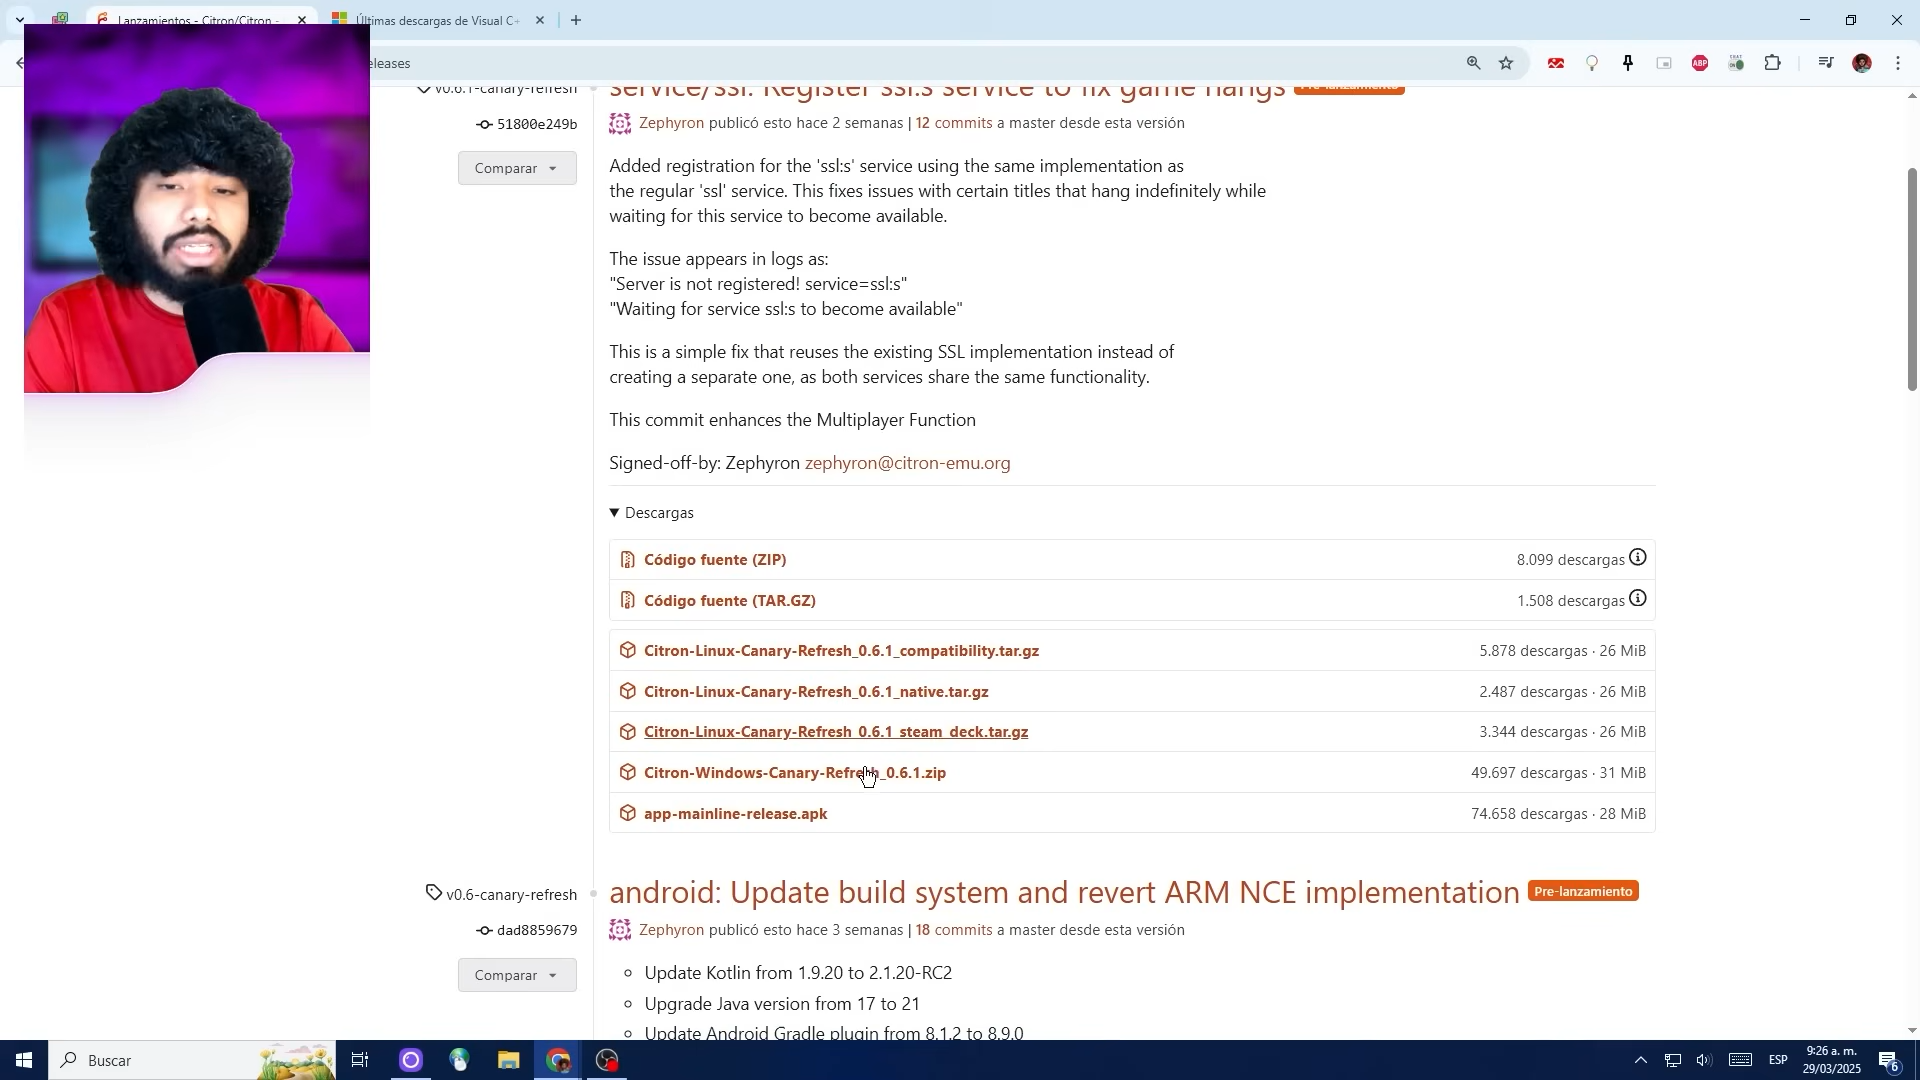 Lanzamientos - Citron/Citron -
Últimas descargas de Visual C+
eleases
ABP
v0.6.1-canary-refresh
service/ssl: Register ssl:s service to fix game hangs
Pre-lanzamiento
51800e249b
Zephyron publicó esto hace 2 semanas | 12 commits a master desde esta versión
Comparar
Added registration for the 'ssl:s' service using the same implementation as
the regular 'ssl' service. This fixes issues with certain titles that hang indefinitely while
waiting for this service to become available.
The issue appears in logs as:
"Server is not registered! service=ssl:s"
"Waiting for service ssl:s to become available"
This is a simple fix that reuses the existing SSL implementation instead of
creating a separate one, as both services share the same functionality.
This commit enhances the Multiplayer Function
Signed-off-by: Zephyron zephyron@citron-emu.org
Descargas
Código fuente (ZIP) 8.099 descargas
Código fuente (TAR.GZ) 1.508 descargas
Citron-Linux-Canary-Refresh_0.6.1_compatibility.tar.gz 5.878 descargas · 26 MiB
Citron-Linux-Canary-Refresh_0.6.1_native.tar.gz 2.487 descargas · 26 MiB
Citron-Linux-Canary-Refresh_0.6.1_steam_deck.tar.gz 3.344 descargas · 26 MiB
Citron-Windows-Canary-Refresh_0.6.1.zip 49.697 descargas · 31 MiB
app-mainline-release.apk 74.658 descargas · 28 MiB
v0.6-canary-refresh
android: Update build system and revert ARM NCE implementation Pre-lanzamiento
dad8859679
Zephyron publicó esto hace 3 semanas | 18 commits a master desde esta versión
Comparar
Update Kotlin from 1.9.20 to 2.1.20-RC2
Upgrade Java version from 17 to 21
Update Android Gradle plugin from 8.1.2 to 8.9.0
Buscar
ESP
9:26 a. m.
29/03/2025
6